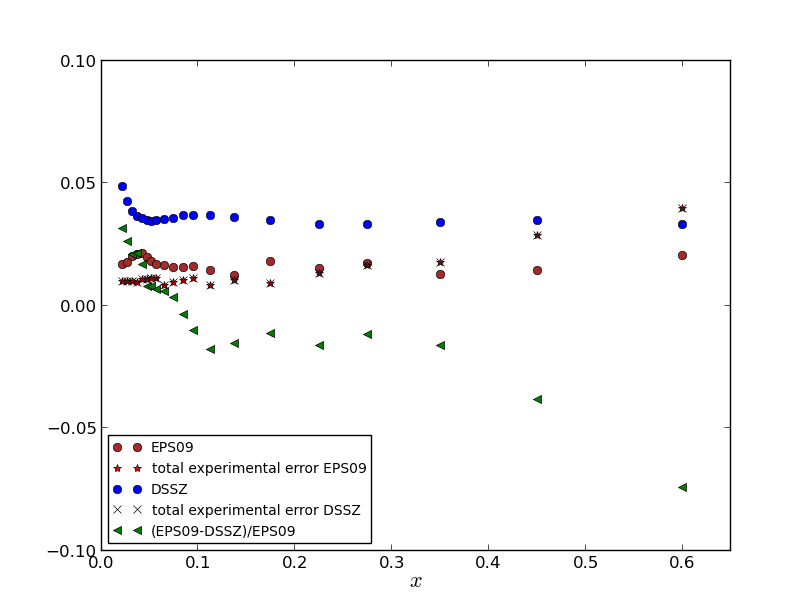 0.10
0.05
0.00
−0.05
−0.10
EPS09
total experimental error EPS09
DSSZ
total experimental error DSSZ
(EPS09-DSSZ)/EPS09
0.0 0.1 0.2 0.3 0.4 0.5 0.6
x